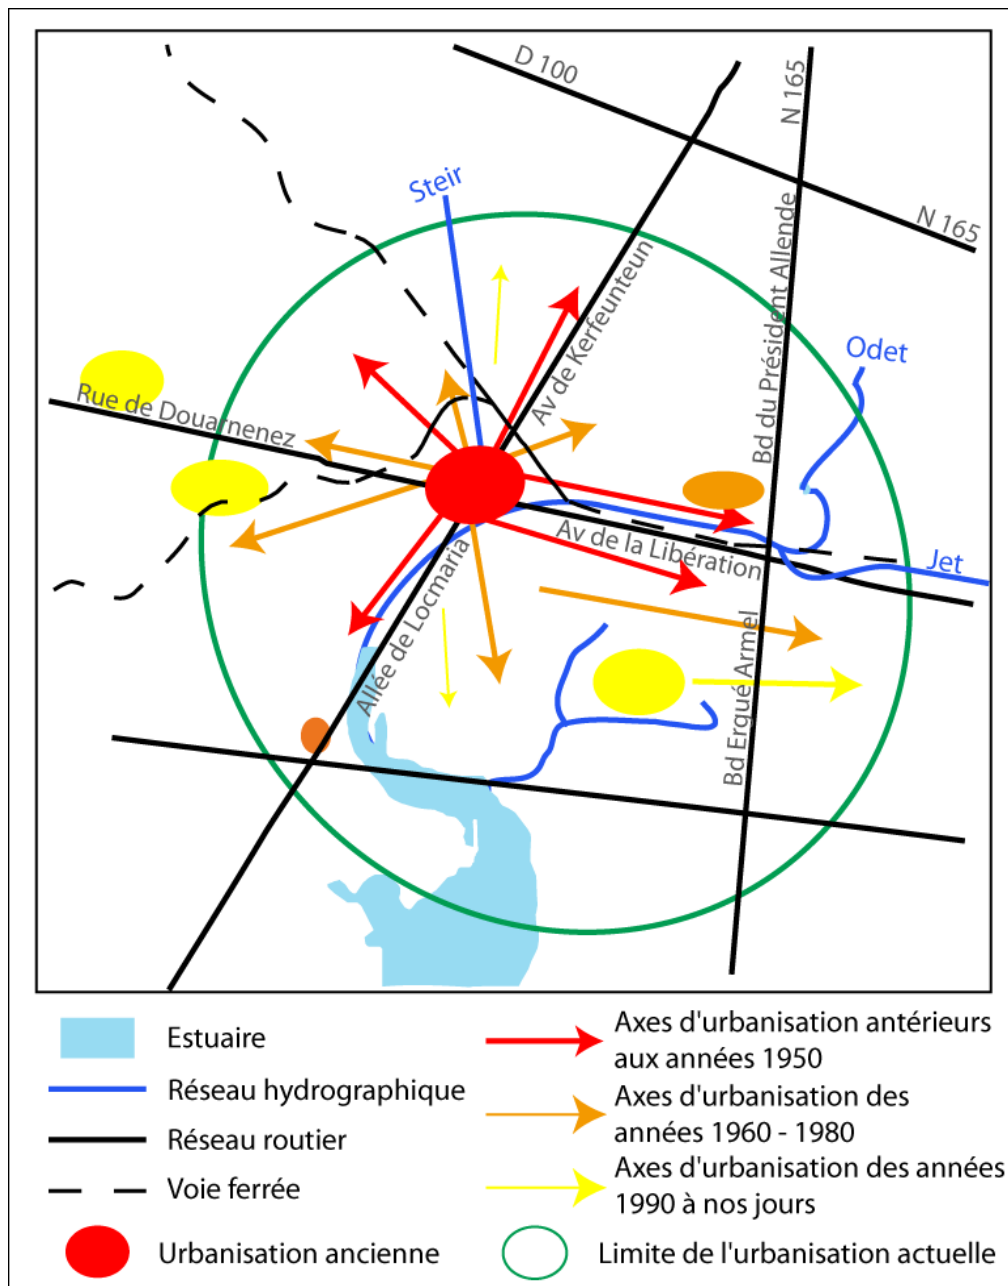 D 100
N 165
Steir
Av de Kerfeunteun
Bd du Président Allende
N 165
Odet
Rue de Douarnenez
Av de la Libération
Jet
Allée de Locmaria
Bd Ergué Armel
Estuaire
Réseau hydrographique
Réseau routier
Voie ferrée
Urbanisation ancienne
Axes d'urbanisation antérieurs
aux années 1950
Axes d'urbanisation des
années 1960 - 1980
Axes d'urbanisation des années
1990 à nos jours
Limite de l'urbanisation actuelle